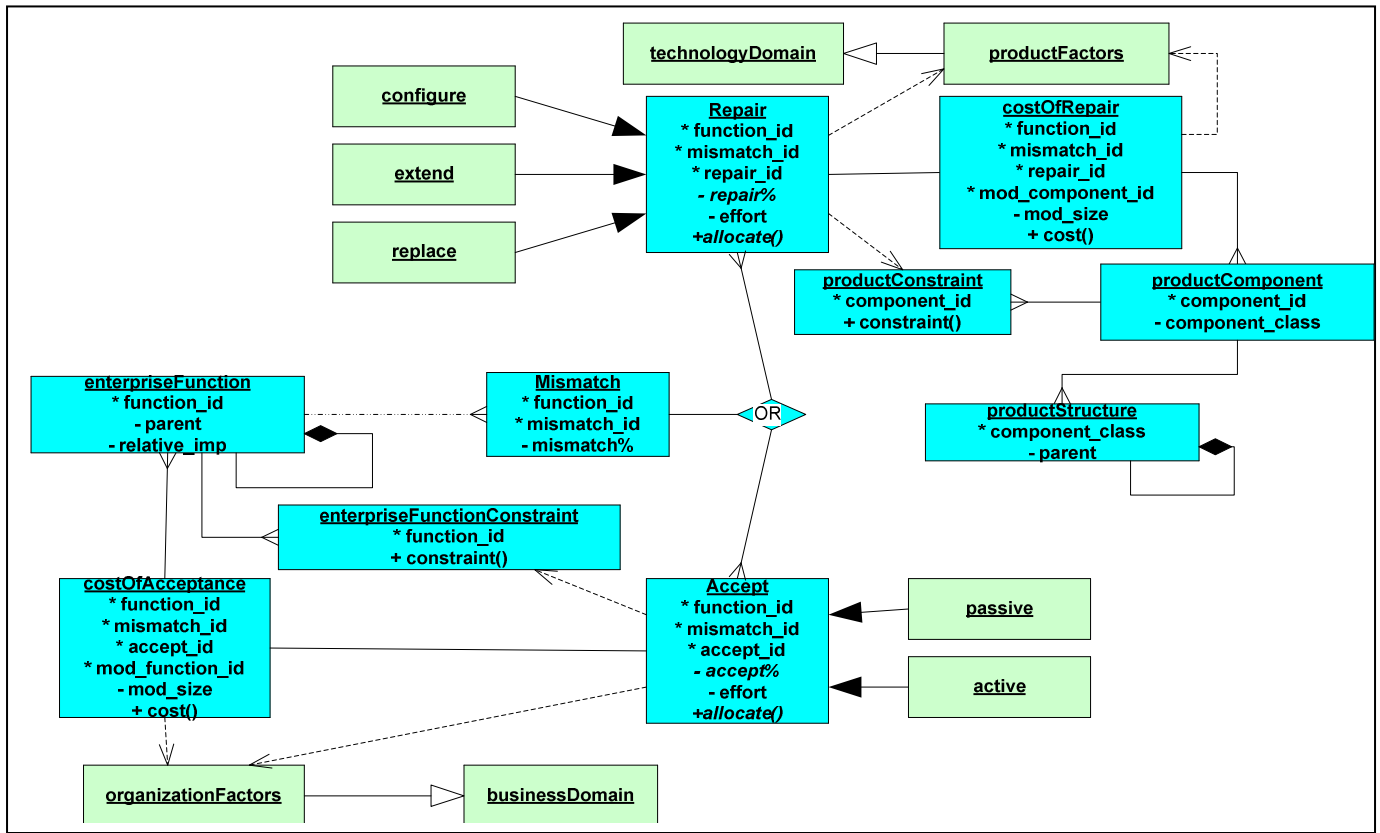 technologyDomain
productFactors
configure
extend
replace
Repair
* function_id
* mismatch_id
* repair_id
- repair%
- effort
+allocate()
costOfRepair
* function_id
* mismatch_id
* repair_id
* mod_component_id
- mod_size
+ cost()
productConstraint
* component_id
+ constraint()
productComponent
* component_id
- component_class
enterpriseFunction
* function_id
- parent
- relative_imp
Mismatch
* function_id
* mismatch_id
- mismatch%
OR
productStructure
* component_class
- parent
enterpriseFunctionConstraint
* function_id
+ constraint()
costOfAcceptance
* function_id
* mismatch_id
* accept_id
* mod_function_id
- mod_size
+ cost()
Accept
* function_id
* mismatch_id
* accept_id
- accept%
- effort
+allocate()
passive
active
organizationFactors
businessDomain